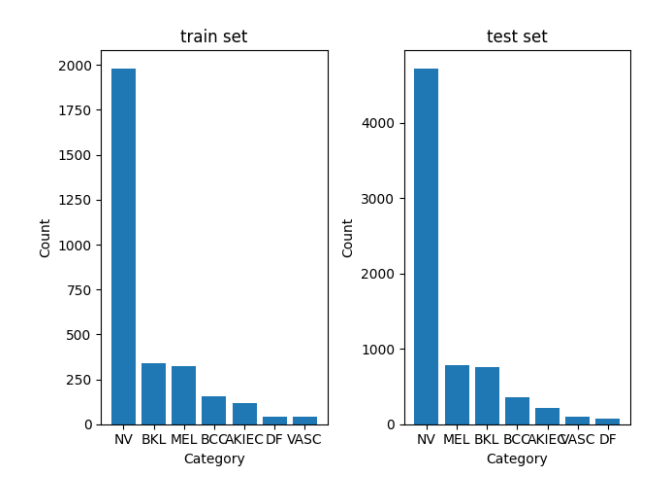 train set
2000
1750
1500
1250
1000
750
500
250
0
Count
NV BKL MEL BCC AKIEC DF VASC
Category
test set
4000
3000
2000
1000
0
Count
NV MEL BKL BCC AKIEC VASC DF
Category